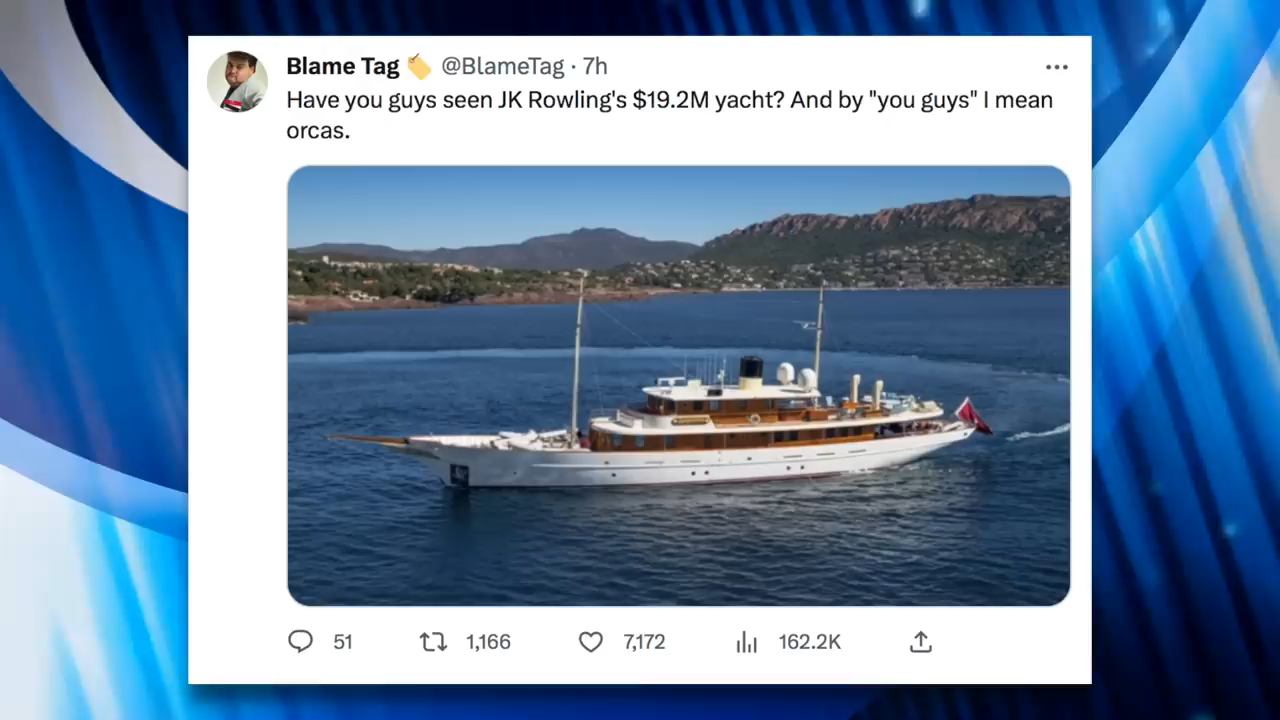 Blame Tag 🏷️ @BlameTag · 7h
Have you guys seen JK Rowling's $19.2M yacht? And by "you guys" I mean
orcas.
51 1,166 7,172 162.2K